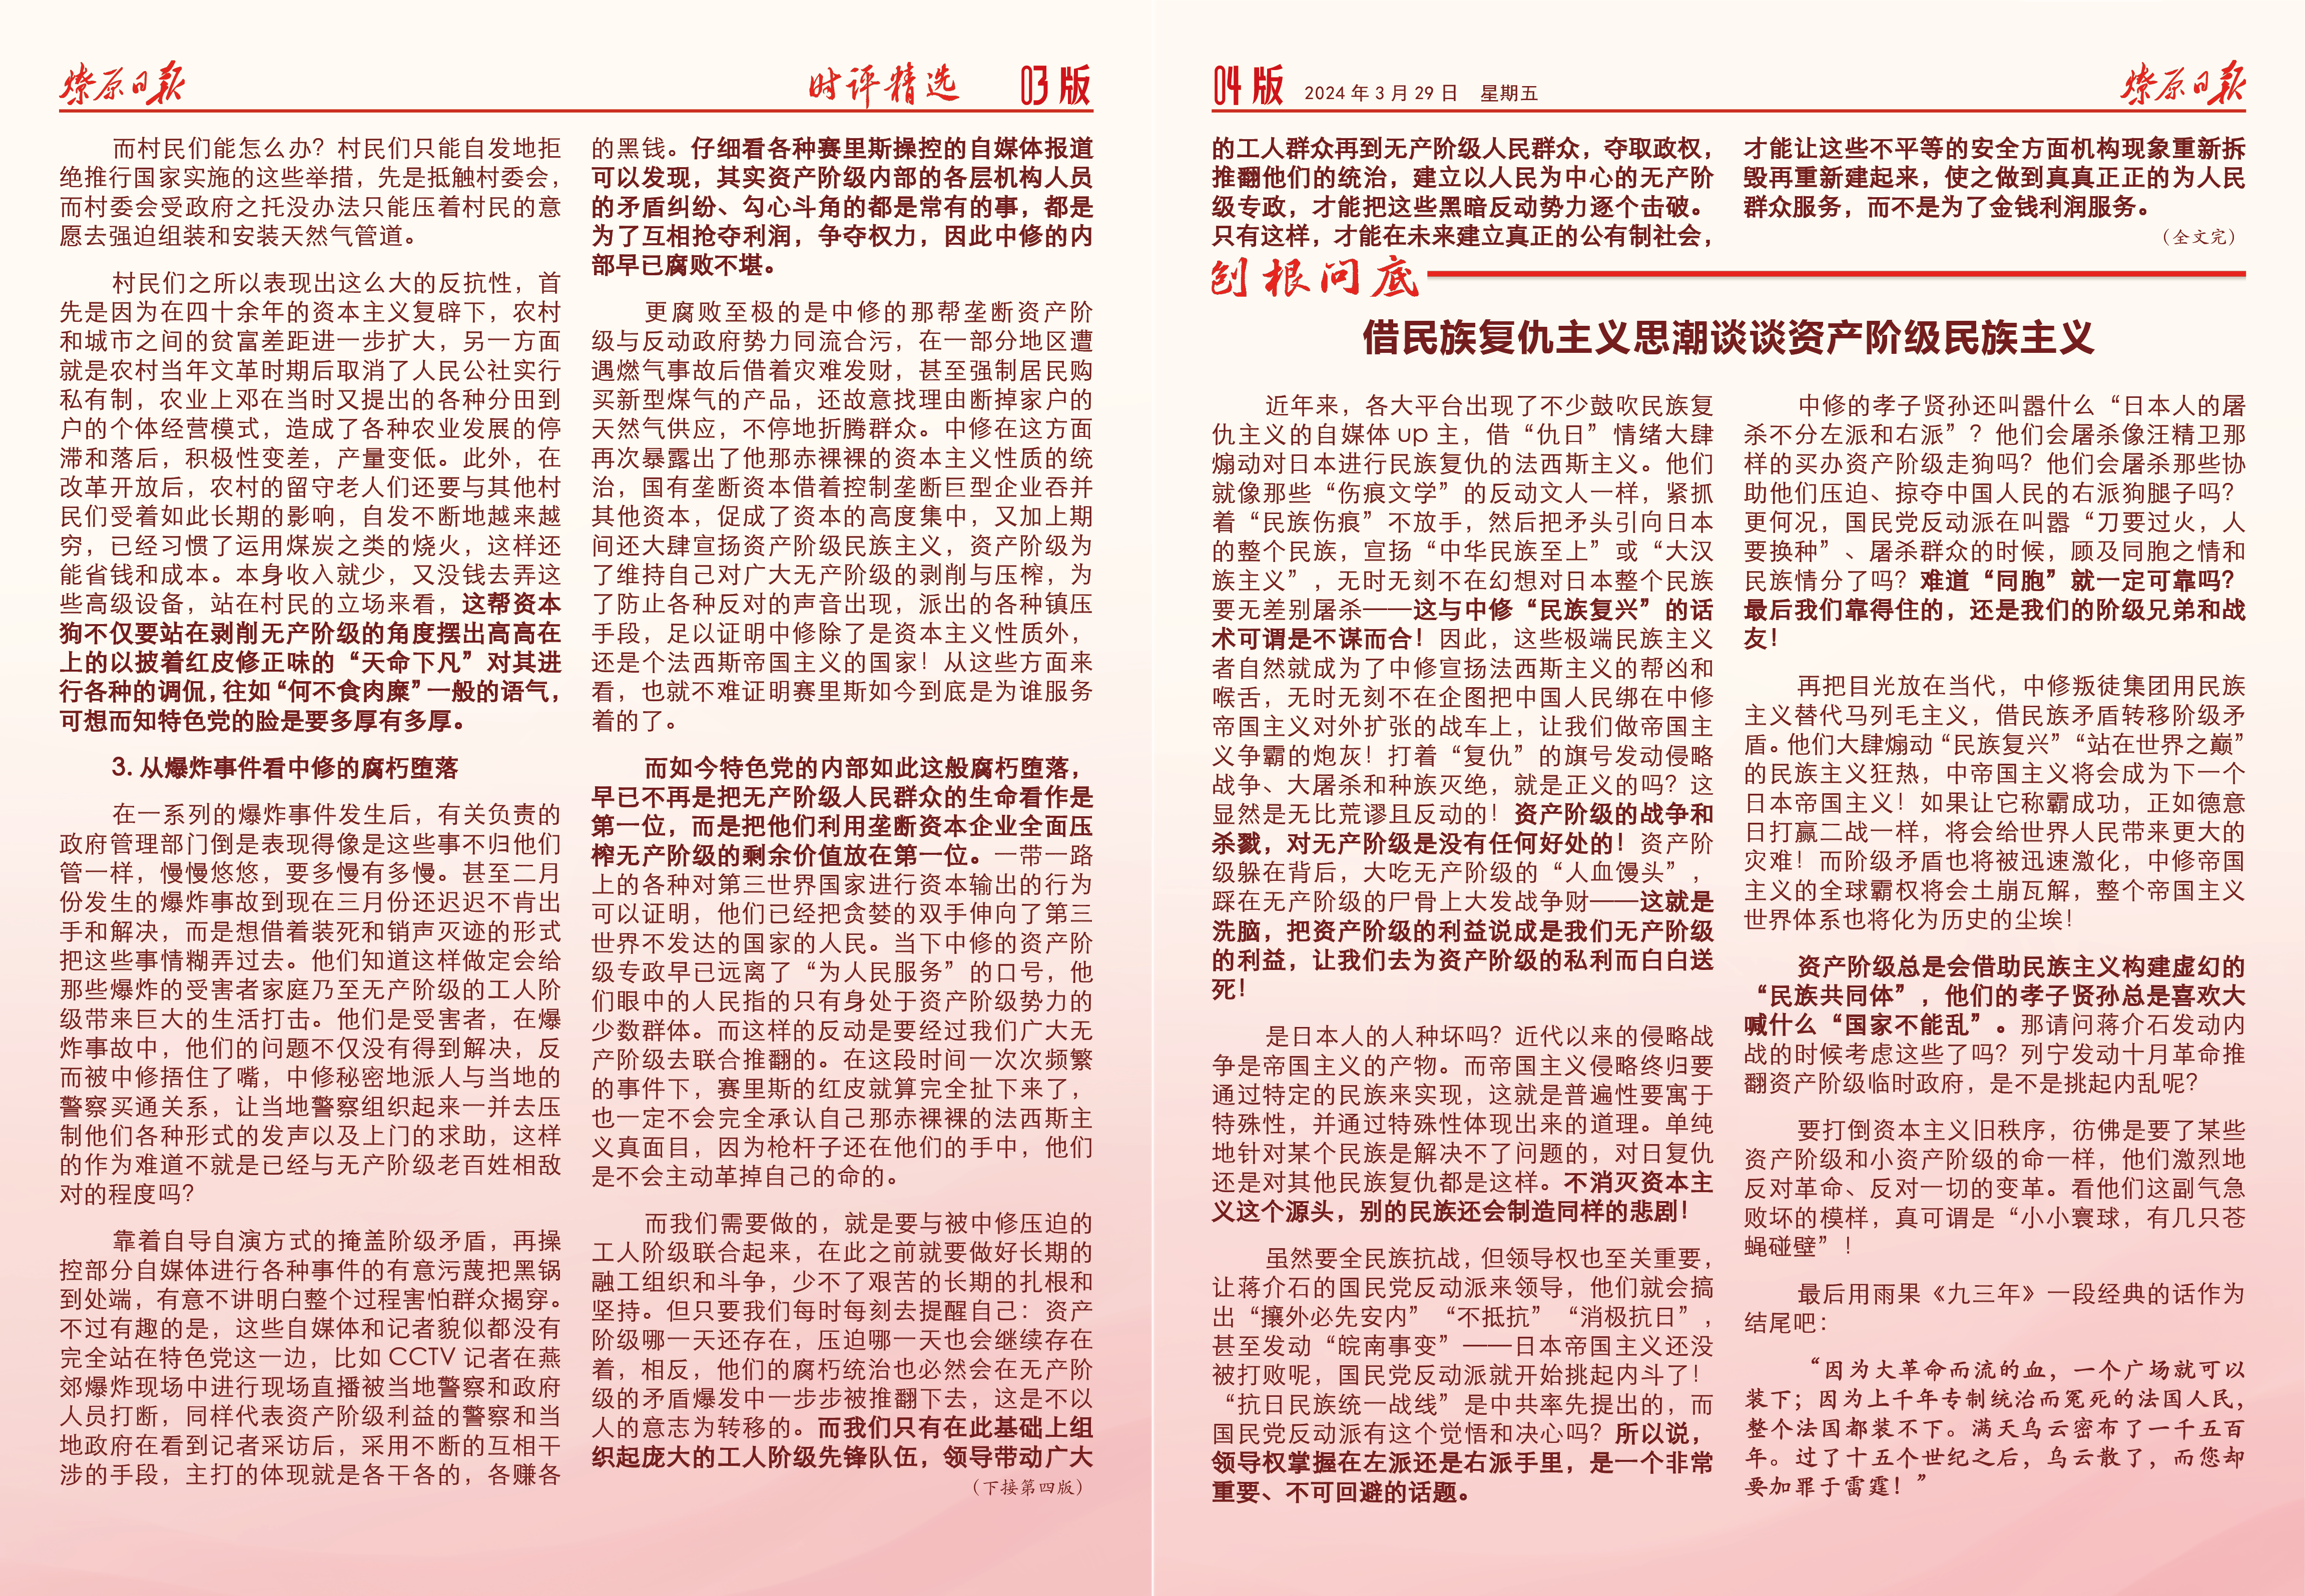 燎原日报
时评精选
03版
而村民们能怎么办？村民们只能自发地拒
绝推行国家实施的这些举措，先是抵触村委会，
而村委会受政府之托没办法只能压着村民的意
愿去强迫组装和安装天然气管道。
村民们之所以表现出这么大的反抗性，首
先是因为在四十余年的资本主义复辟下，农村
和城市之间的贫富差距进一步扩大，另一方面
就是农村当年文革时期后取消了人民公社实行
私有制，农业上邓在当时又提出的各种分田到
户的个体经营模式，造成了各种农业发展的停
滞和落后，积极性变差，产量变低。此外，在
改革开放后，农村的留守老人们还要与其他村
民们受着如此长期的影响，自发不断地越来越
穷，已经习惯了运用煤炭之类的烧火，这样还
能省钱和成本。本身收入就少，又没钱去弄这
些高级设备，站在村民的立场来看，这帮资本
狗不仅要站在剥削无产阶级的角度摆出高高在
上的以披着红皮修正味的“天命下凡”对其进
行各种的调侃，往如“何不食肉糜”一般的语气，
可想而知特色党的脸是要多厚有多厚。
3. 从爆炸事件看中修的腐朽堕落
在一系列的爆炸事件发生后，有关负责的
政府管理部门倒是表现得像是这些事不归他们
管一样，慢慢悠悠，要多慢有多慢。甚至二月
份发生的爆炸事故到现在三月份还迟迟不肯出
手和解决，而是想借着装死和销声灭迹的形式
把这些事情糊弄过去。他们知道这样做定会给
那些爆炸的受害者家庭乃至无产阶级的工人阶
级带来巨大的生活打击。他们是受害者，在爆
炸事故中，他们的问题不仅没有得到解决，反
而被中修捂住了嘴，中修秘密地派人与当地的
警察买通关系，让当地警察组织起来一并去压
制他们各种形式的发声以及上门的求助，这样
的作为难道不就是已经与无产阶级老百姓相敌
对的程度吗？
靠着自导自演方式的掩盖阶级矛盾，再操
控部分自媒体进行各种事件的有意污蔑把黑锅
到处端，有意不讲明白整个过程害怕群众揭穿。
不过有趣的是，这些自媒体和记者貌似都没有
完全站在特色党这一边，比如 CCTV 记者在燕
郊爆炸现场中进行现场直播被当地警察和政府
人员打断，同样代表资产阶级利益的警察和当
地政府在看到记者采访后，采用不断的互相干
涉的手段，主打的体现就是各干各的，各赚各
的黑钱。仔细看各种赛里斯操控的自媒体报道
可以发现，其实资产阶级内部的各层机构人员
的矛盾纠纷、勾心斗角的都是常有的事，都是
为了互相抢夺利润，争夺权力，因此中修的内
部早已腐败不堪。
更腐败至极的是中修的那帮垄断资产阶
级与反动政府势力同流合污，在一部分地区遭
遇燃气事故后借着灾难发财，甚至强制居民购
买新型煤气的产品，还故意找理由断掉家户的
天然气供应，不停地折腾群众。中修在这方面
再次暴露出了他那赤裸裸的资本主义性质的统
治，国有垄断资本借着控制垄断巨型企业吞并
其他资本，促成了资本的高度集中，又加上期
间还大肆宣扬资产阶级民族主义，资产阶级为
了维持自己对广大无产阶级的剥削与压榨，为
了防止各种反对的声音出现，派出的各种镇压
手段，足以证明中修除了是资本主义性质外，
还是个法西斯帝国主义的国家！从这些方面来
看，也就不难证明赛里斯如今到底是为谁服务
着的了。
而如今特色党的内部如此这般腐朽堕落，
早已不再是把无产阶级人民群众的生命看作是
第一位，而是把他们利用垄断资本企业全面压
榨无产阶级的剩余价值放在第一位。一带一路
上的各种对第三世界国家进行资本输出的行为
可以证明，他们已经把贪婪的双手伸向了第三
世界不发达的国家的人民。当下中修的资产阶
级专政早已远离了“为人民服务”的口号，他
们眼中的人民指的只有身处于资产阶级势力的
少数群体。而这样的反动是要经过我们广大无
产阶级去联合推翻的。在这段时间一次次频繁
的事件下，赛里斯的红皮就算完全扯下来了，
也一定不会完全承认自己那赤裸裸的法西斯主
义真面目，因为枪杆子还在他们的手中，他们
是不会主动革掉自己的命的。
而我们需要做的，就是要与被中修压迫的
工人阶级联合起来，在此之前就要做好长期的
融工组织和斗争，少不了艰苦的长期的扎根和
坚持。但只要我们每时每刻去提醒自己：资产
阶级哪一天还存在，压迫哪一天也会继续存在
着，相反，他们的腐朽统治也必然会在无产阶
级的矛盾爆发中一步步被推翻下去，这是不以
人的意志为转移的。而我们只有在此基础上组
织起庞大的工人阶级先锋队伍，领导带动广大
（下接第四版）
04版
2024 年 3 月 29 日 星期五
燎原日报
的工人群众再到无产阶级人民群众，夺取政权，
推翻他们的统治，建立以人民为中心的无产阶
级专政，才能把这些黑暗反动势力逐个击破。
只有这样，才能在未来建立真正的公有制社会，
才能让这些不平等的安全方面机构现象重新拆
毁再重新建起来，使之做到真真正正的为人民
群众服务，而不是为了金钱利润服务。
（全文完）
刨根问底
借民族复仇主义思潮谈谈资产阶级民族主义
近年来，各大平台出现了不少鼓吹民族复
仇主义的自媒体 up 主，借“仇日”情绪大肆
煽动对日本进行民族复仇的法西斯主义。他们
就像那些“伤痕文学”的反动文人一样，紧抓
着“民族伤痕”不放手，然后把矛头引向日本
的整个民族，宣扬“中华民族至上”或“大汉
族主义”，无时无刻不在幻想对日本整个民族
要无差别屠杀——这与中修“民族复兴”的话
术可谓是不谋而合！因此，这些极端民族主义
者自然就成为了中修宣扬法西斯主义的帮凶和
喉舌，无时无刻不在企图把中国人民绑在中修
帝国主义对外扩张的战车上，让我们做帝国主
义争霸的炮灰！打着“复仇”的旗号发动侵略
战争、大屠杀和种族灭绝，就是正义的吗？这
显然是无比荒谬且反动的！资产阶级的战争和
杀戮，对无产阶级是没有任何好处的！资产阶
级躲在背后，大吃无产阶级的“人血馒头”，
踩在无产阶级的尸骨上大发战争财——这就是
洗脑，把资产阶级的利益说成是我们无产阶级
的利益，让我们去为资产阶级的私利而白白送
死！
是日本人的人种坏吗？近代以来的侵略战
争是帝国主义的产物。而帝国主义侵略终归要
通过特定的民族来实现，这就是普遍性要寓于
特殊性，并通过特殊性体现出来的道理。单纯
地针对某个民族是解决不了问题的，对日复仇
还是对其他民族复仇都是这样。不消灭资本主
义这个源头，别的民族还会制造同样的悲剧！
虽然要全民族抗战，但领导权也至关重要，
让蒋介石的国民党反动派来领导，他们就会搞
出“攘外必先安内”“不抵抗”“消极抗日”，
甚至发动“皖南事变”——日本帝国主义还没
被打败呢，国民党反动派就开始挑起内斗了！
“抗日民族统一战线”是中共率先提出的，而
国民党反动派有这个觉悟和决心吗？所以说，
领导权掌握在左派还是右派手里，是一个非常
重要、不可回避的话题。
中修的孝子贤孙还叫嚣什么“日本人的屠
杀不分左派和右派”？他们会屠杀像汪精卫那
样的买办资产阶级走狗吗？他们会屠杀那些协
助他们压迫、掠夺中国人民的右派狗腿子吗？
更何况，国民党反动派在叫嚣“刀要过火，人
要换种”、屠杀群众的时候，顾及同胞之情和
民族情分了吗？难道“同胞”就一定可靠吗？
最后我们靠得住的，还是我们的阶级兄弟和战
友！
再把目光放在当代，中修叛徒集团用民族
主义替代马列毛主义，借民族矛盾转移阶级矛
盾。他们大肆煽动“民族复兴”“站在世界之巅”
的民族主义狂热，中帝国主义将会成为下一个
日本帝国主义！如果让它称霸成功，正如德意
日打赢二战一样，将会给世界人民带来更大的
灾难！而阶级矛盾也将被迅速激化，中修帝国
主义的全球霸权将会土崩瓦解，整个帝国主义
世界体系也将化为历史的尘埃！
资产阶级总是会借助民族主义构建虚幻的
“民族共同体”，他们的孝子贤孙总是喜欢大
喊什么“国家不能乱”。那请问蒋介石发动内
战的时候考虑这些了吗？列宁发动十月革命推
翻资产阶级临时政府，是不是挑起内乱呢？
要打倒资本主义旧秩序，彷佛是要了某些
资产阶级和小资产阶级的命一样，他们激烈地
反对革命、反对一切的变革。看他们这副气急
败坏的模样，真可谓是“小小寰球，有几只苍
蝇碰壁”！
最后用雨果《九三年》一段经典的话作为
结尾吧：
“因为大革命而流的血，一个广场就可以
装下；因为上千年专制统治而冤死的法国人民，
整个法国都装不下。满天乌云密布了一千五百
年。过了十五个世纪之后，乌云散了，而您却
要加罪于雷霆！”